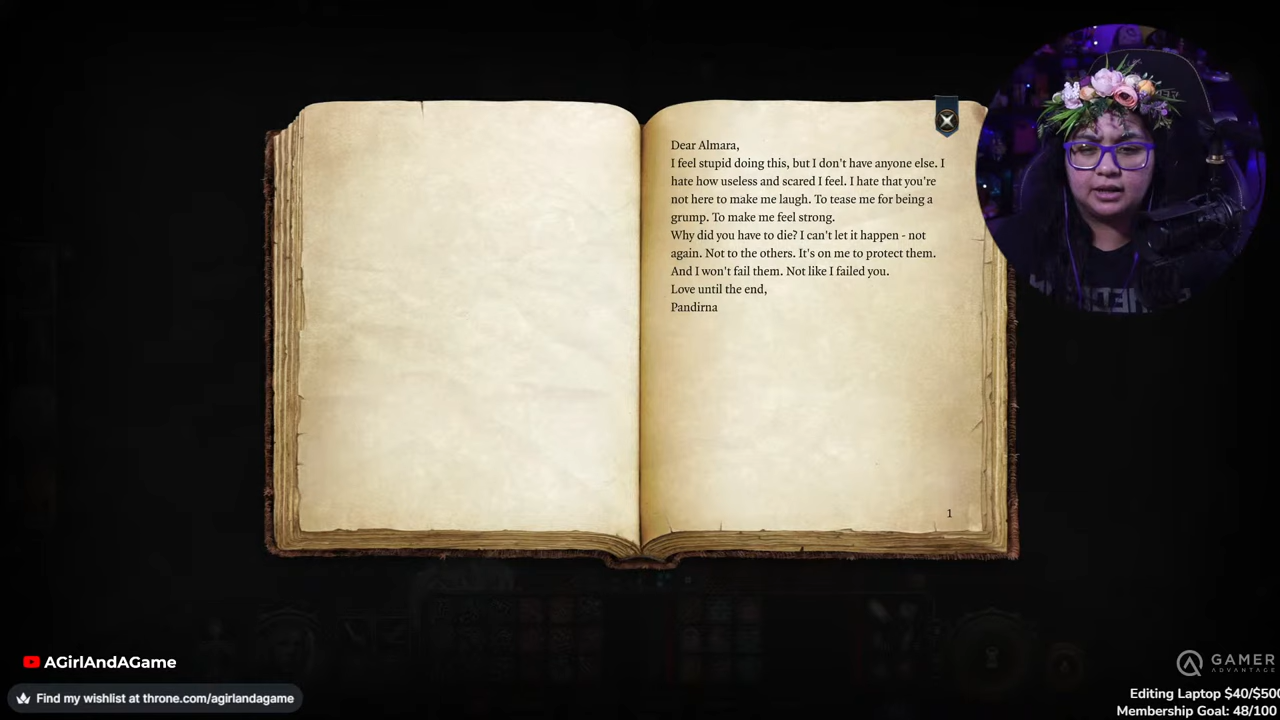 Dear Almara,
I feel stupid doing this, but I don't have anyone else. I
hate how useless and scared I feel. I hate that you're
not here to make me laugh. To tease me for being a
grump. To make me feel strong.
Why did you have to die? I can't let it happen - not
again. Not to the others. It's on me to protect them.
And I won't fail them. Not like I failed you.
Love until the end,
Pandirna
1
AGirlAndAGame
Find my wishlist at throne.com/agirlandagame
GAMER
ADVANTAGE
Editing Laptop $40/$500
Membership Goal: 48/100